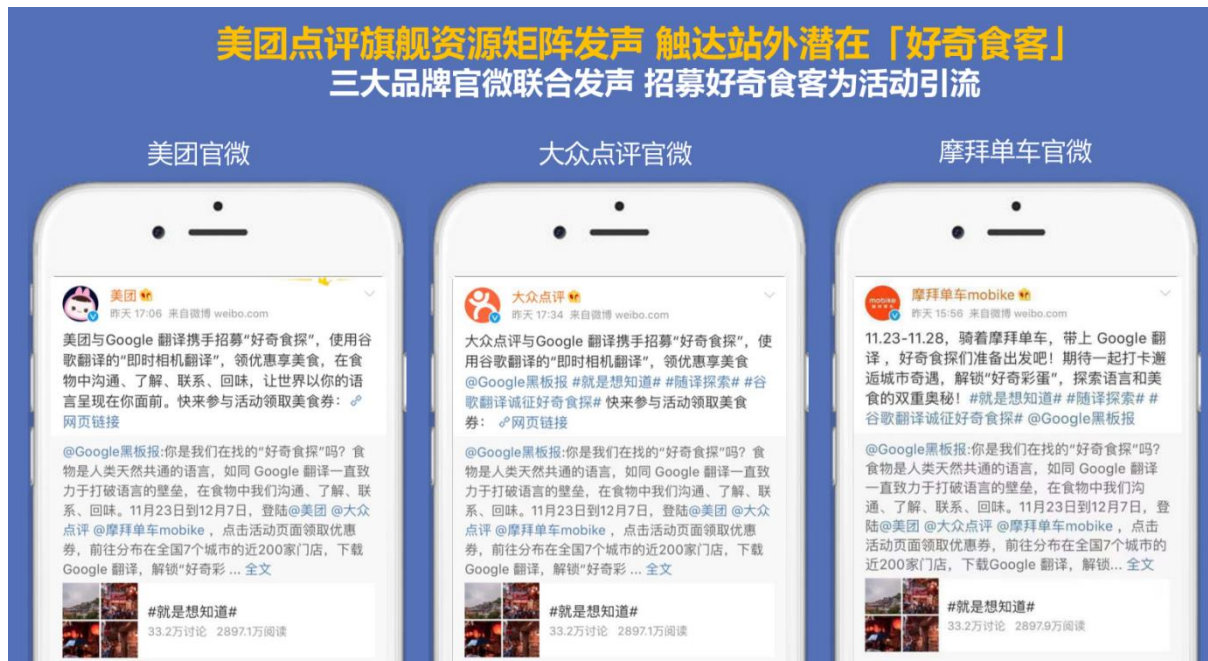 美团点评旗舰资源矩阵发声 触达站外潜在「好奇食客」
三大品牌官微联合发声 招募好奇食客为活动引流
美团官微
美团
昨天 17:06 来自微博 weibo.com
美团与Google 翻译携手招募“好奇食探”，使用谷
歌翻译的“即时相机翻译”，领优惠享美食，在食
物中沟通、了解、联系、回味，让世界以你的语
言呈现在你面前。快来参与活动领取美食券：
网页链接
@Google黑板报:你是我们在找的“好奇食探”吗？食
物是人类天然共通的语言，如同 Google 翻译一直致
力于打破语言的壁垒，在食物中我们沟通、了解、联
系、回味。11月23日到12月7日，登陆@美团 @大众
点评 @摩拜单车mobike ，点击活动页面领取优惠
券，前往分布在全国7个城市的近200家门店，下载
Google 翻译，解锁“好奇彩 ... 全文
#就是想知道#
33.2万讨论 2897.1万阅读
大众点评官微
大众点评
昨天 17:34 来自微博 weibo.com
大众点评与Google 翻译携手招募“好奇食探”，使
用谷歌翻译的“即时相机翻译”，领优惠享美食
@Google黑板报 #就是想知道# #随译探索# #谷
歌翻译诚征好奇食探# 快来参与活动领取美食
券： 网页链接
@Google黑板报:你是我们在找的“好奇食探”吗？食
物是人类天然共通的语言，如同 Google 翻译一直致
力于打破语言的壁垒，在食物中我们沟通、了解、联
系、回味。11月23日到12月7日，登陆@美团 @大众
点评 @摩拜单车mobike ，点击活动页面领取优惠
券，前往分布在全国7个城市的近200家门店，下载
Google 翻译，解锁“好奇彩 ... 全文
#就是想知道#
33.2万讨论 2897.1万阅读
摩拜单车官微
mobike
摩拜单车
摩拜单车mobike
昨天 15:56 来自微博 weibo.com
11.23-11.28，骑着摩拜单车，带上 Google 翻
译 ，好奇食探们准备出发吧！期待一起打卡邂
逅城市奇遇，解锁“好奇彩蛋”，探索语言和美
食的双重奥秘！#就是想知道# #随译探索# #
谷歌翻译诚征好奇食探# @Google黑板报
@Google黑板报:你是我们在找的“好奇食探”吗？
食物是人类天然共通的语言，如同 Google 翻译
一直致力于打破语言的壁垒，在食物中我们沟
通、了解、联系、回味。11月23日到12月7日，登
陆@美团 @大众点评 @摩拜单车mobike ，点击
活动页面领取优惠券，前往分布在全国7个城市的
近200家门店，下载Google 翻译，解锁... 全文
#就是想知道#
33.2万讨论 2897.9万阅读